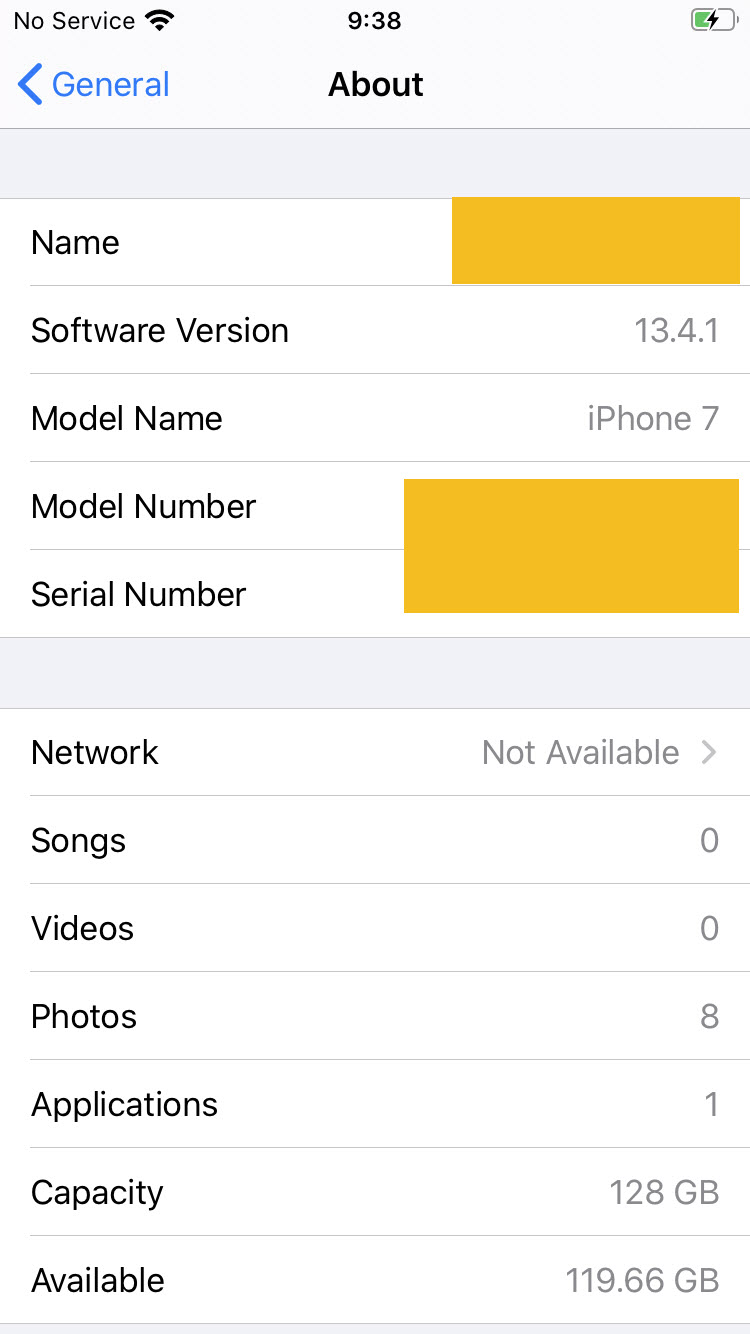 No Service 9:38
General About
Name
Software Version 13.4.1
Model Name iPhone 7
Model Number
Serial Number
Network Not Available
Songs 0
Videos 0
Photos 8
Applications 1
Capacity 128 GB
Available 119.66 GB